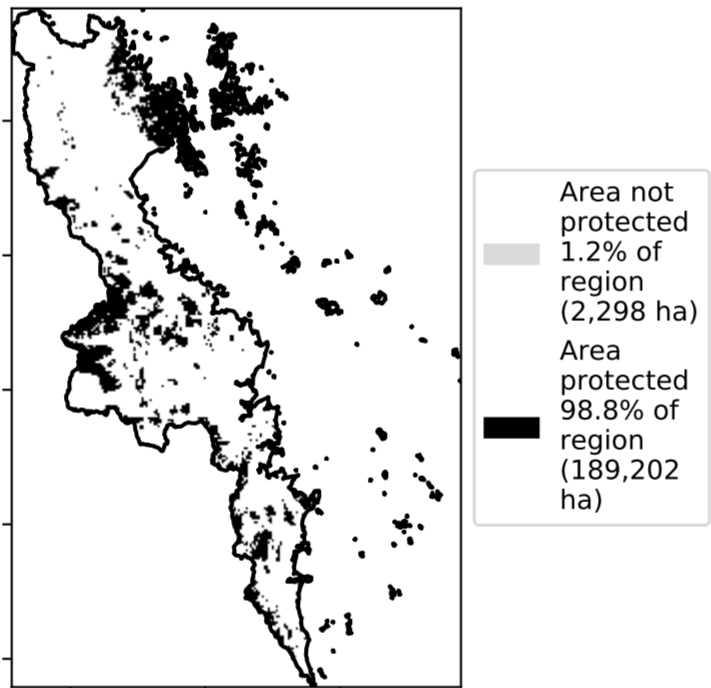 Area not
protected
1.2% of
region
(2,298 ha)
Area
protected
98.8% of
region
(189,202
ha)